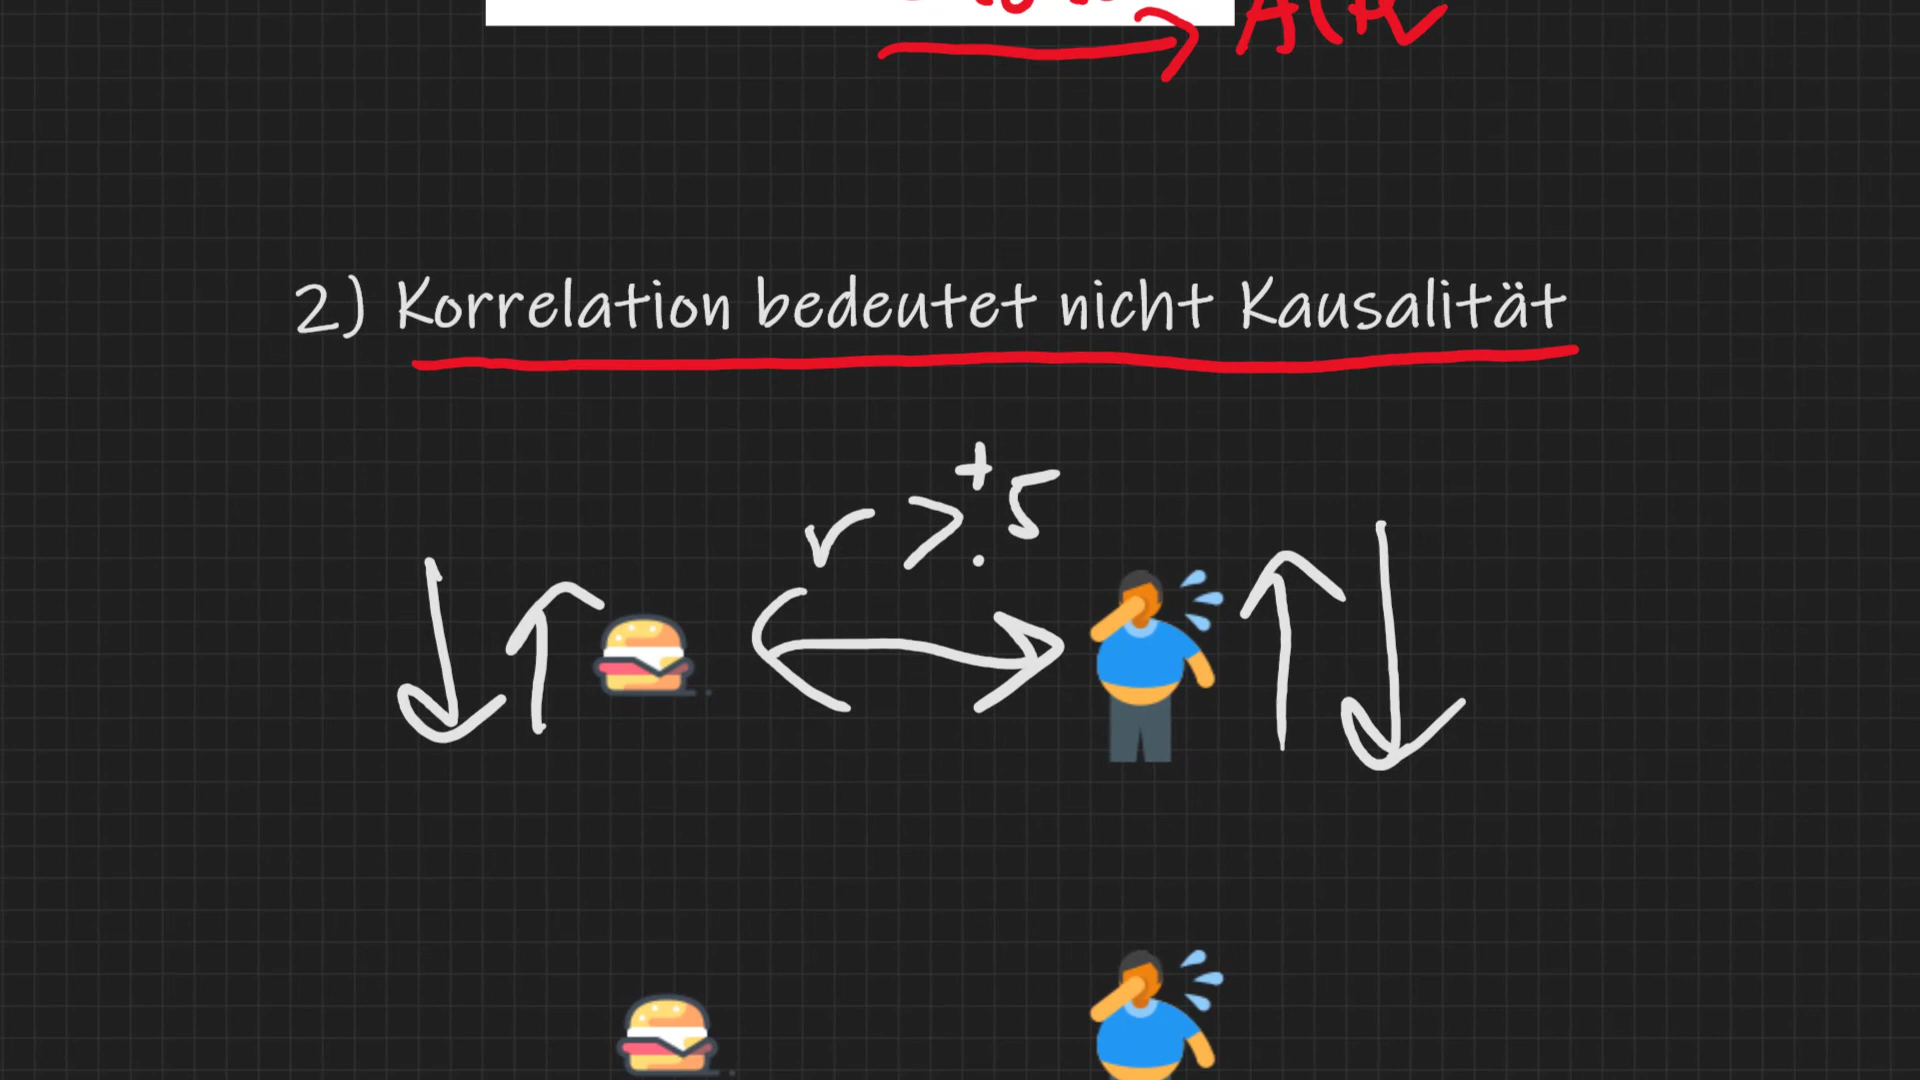 2) Korrelation bedeutet nicht Kausalität
r > +.5